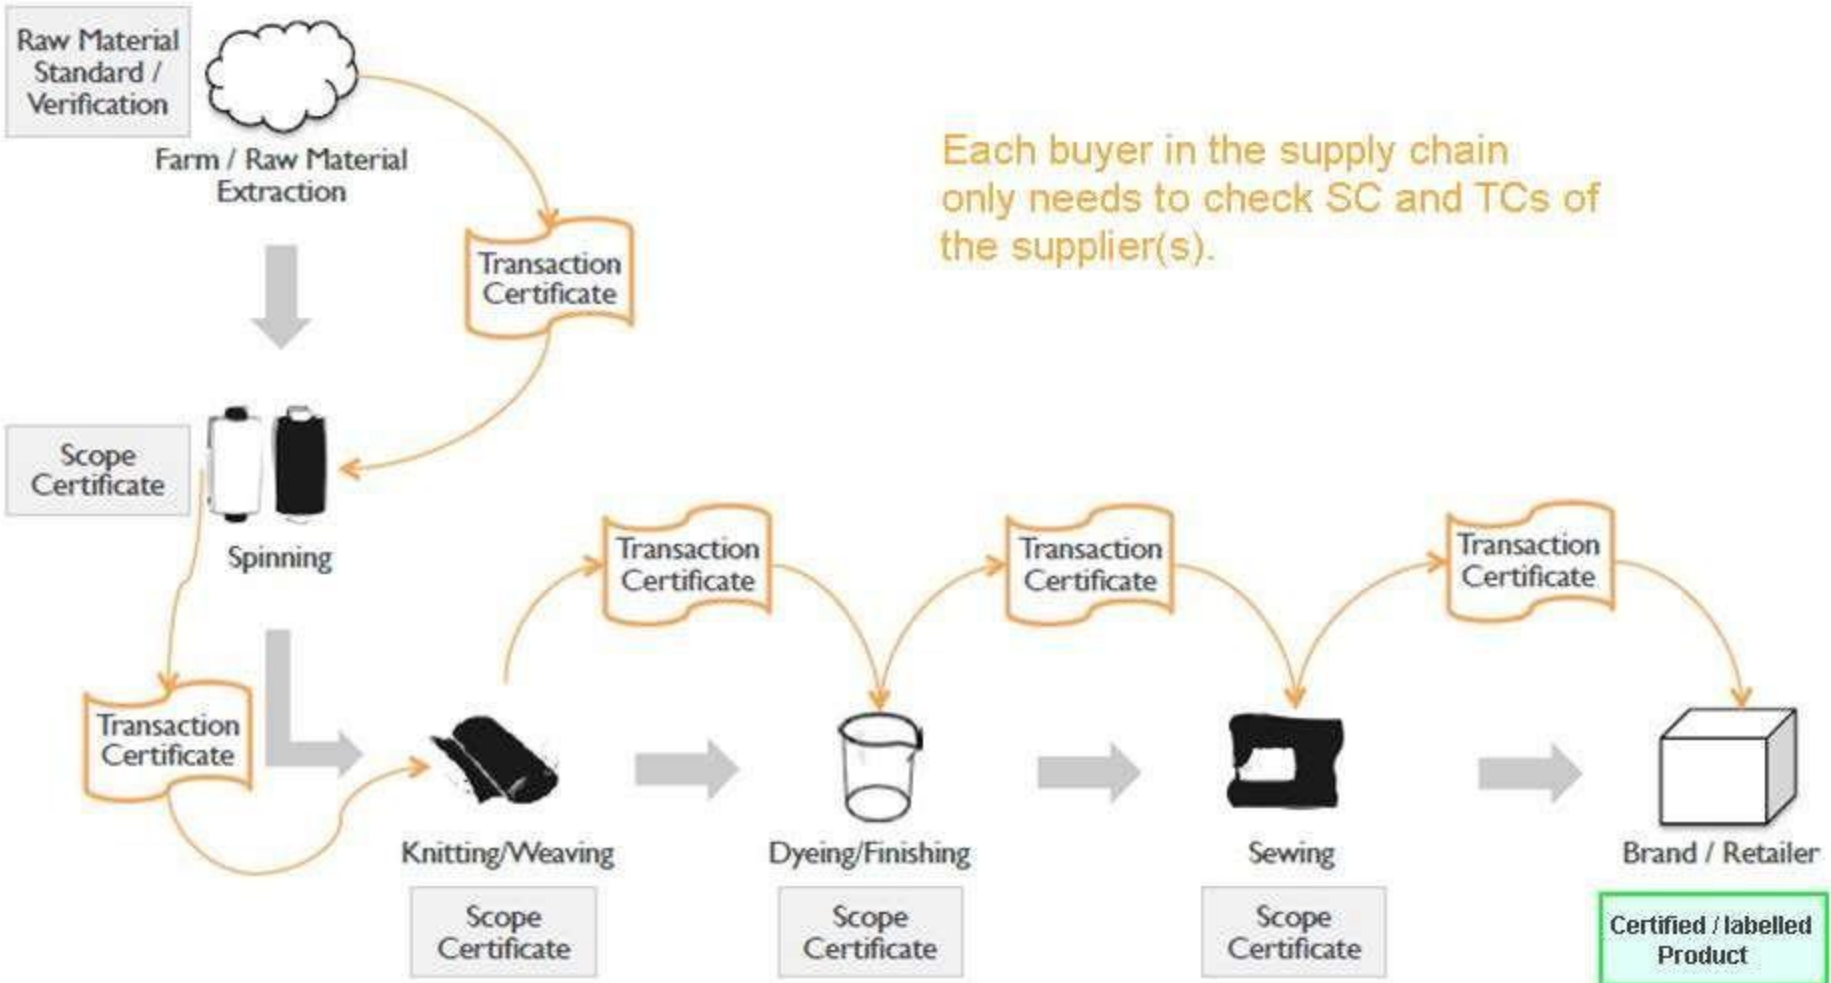 Raw Material
Standard /
Verification
Farm / Raw Material
Extraction
Each buyer in the supply chain
only needs to check SC and TCs of
the supplier(s).
Transaction
Certificate
Scope
Certificate
Spinning
Transaction
Certificate
Transaction
Certificate
Transaction
Certificate
Transaction
Certificate
Knitting/Weaving
Dyeing/Finishing
Sewing
Brand / Retailer
Scope
Certificate
Scope
Certificate
Scope
Certificate
Certified / labelled
Product